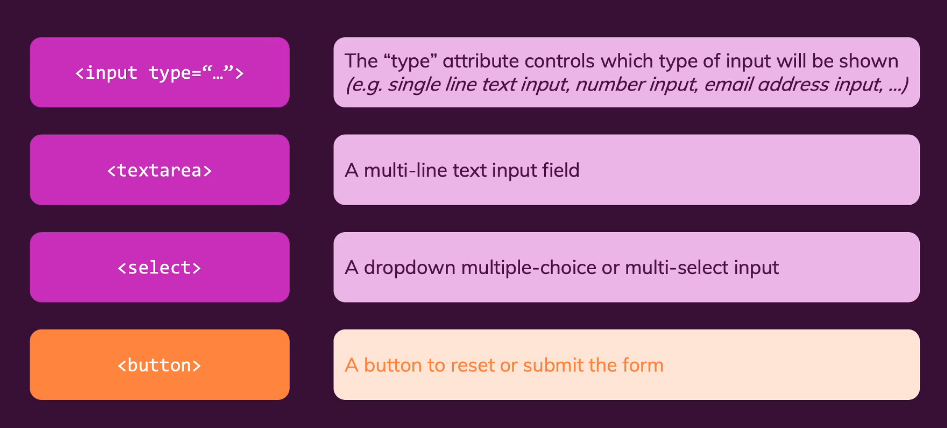 <input type=“…”>
The “type” attribute controls which type of input will be shown
(e.g. single line text input, number input, email address input, …)
<textarea>
A multi-line text input field
<select>
A dropdown multiple-choice or multi-select input
<button>
A button to reset or submit the form